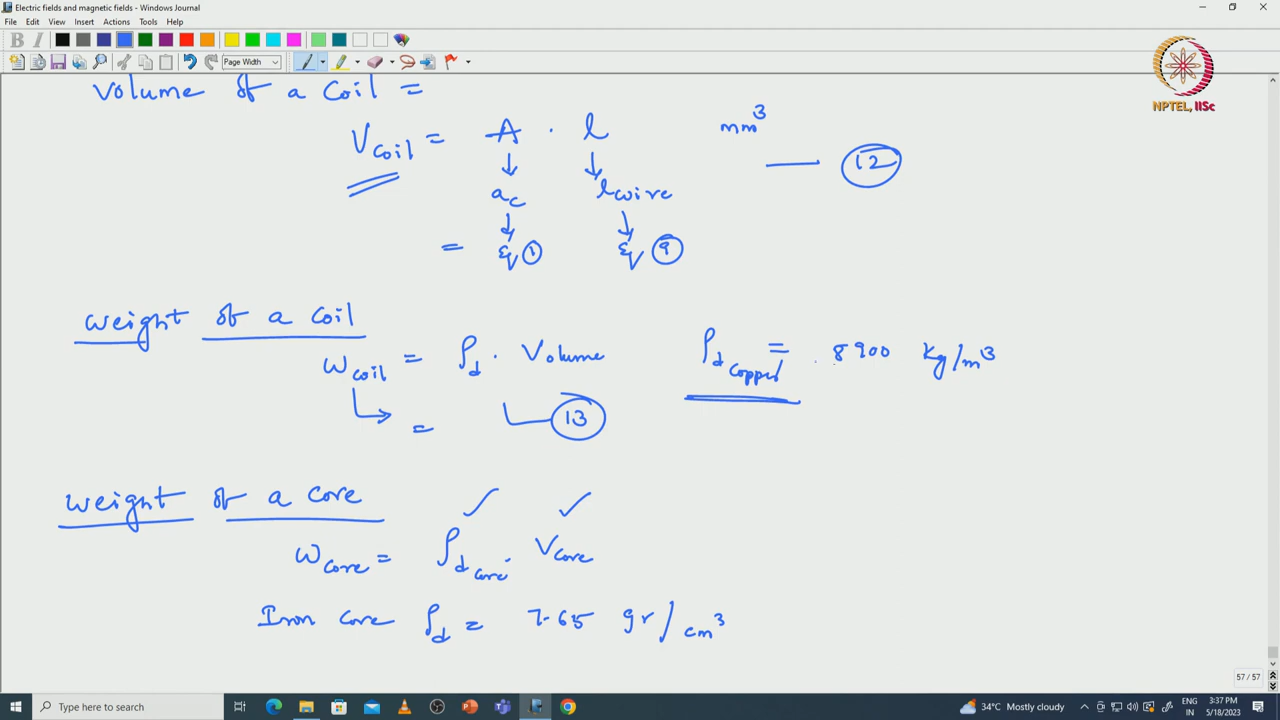 Electric fields and magnetic fields - Windows Journal
File Edit View Insert Actions Tools Help
B I
Page Width
NPTEL, IISc
Volume of a coil =
V coil = A . l mm³ — 12
a c l wire
= Eq 1 Eq 9
Weight of a coil
W coil = ρ d . Volume ρ d copper = 8900 kg/m³
= 13
Weight of a core
W core = ρ d core . V core
Iron core ρ d = 7.65 gr/cm³
57 / 57
Type here to search
34°C Mostly cloudy
ENG
IN
3:37 PM
5/18/2023